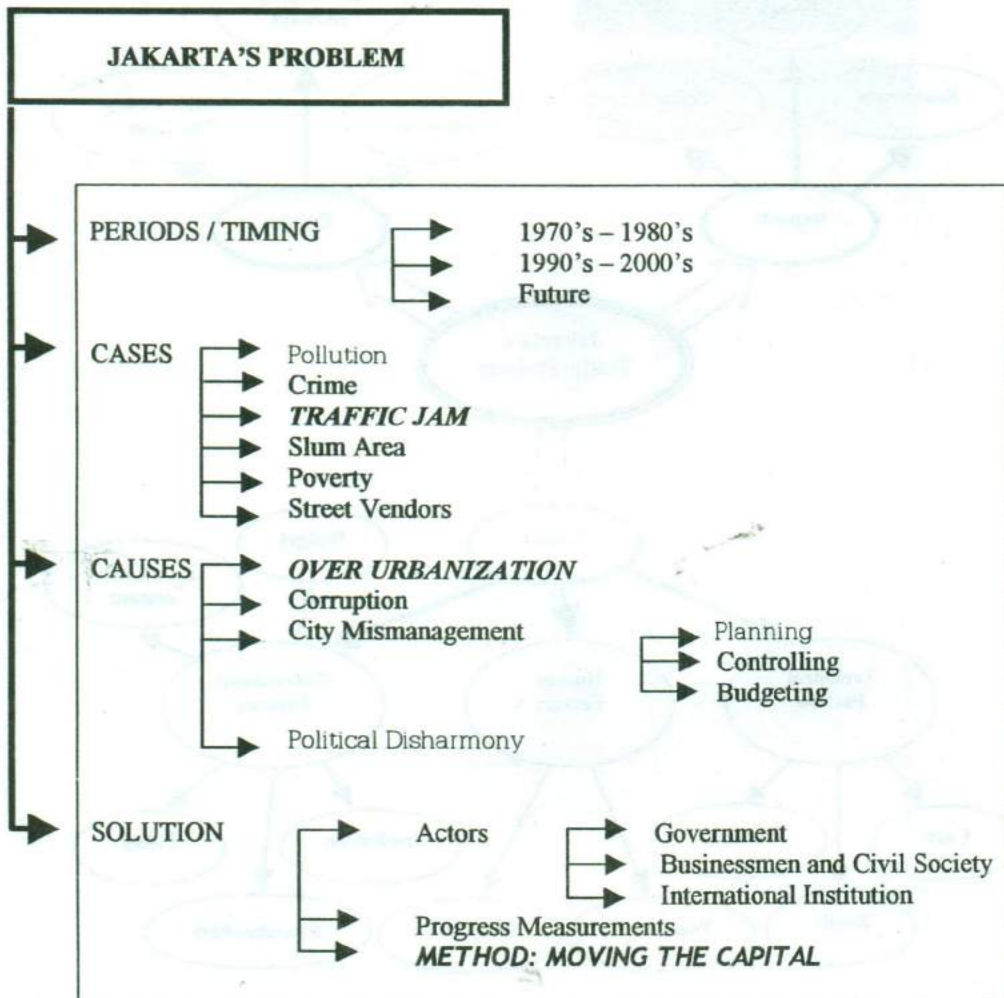 JAKARTA'S PROBLEM
PERIODS / TIMING
1970's – 1980's
1990's – 2000's
Future
CASES
Pollution
Crime
TRAFFIC JAM
Slum Area
Poverty
Street Vendors
CAUSES
OVER URBANIZATION
Corruption
City Mismanagement
Planning
Controlling
Budgeting
Political Disharmony
SOLUTION
Actors
Government
Businessmen and Civil Society
International Institution
Progress Measurements
METHOD: MOVING THE CAPITAL